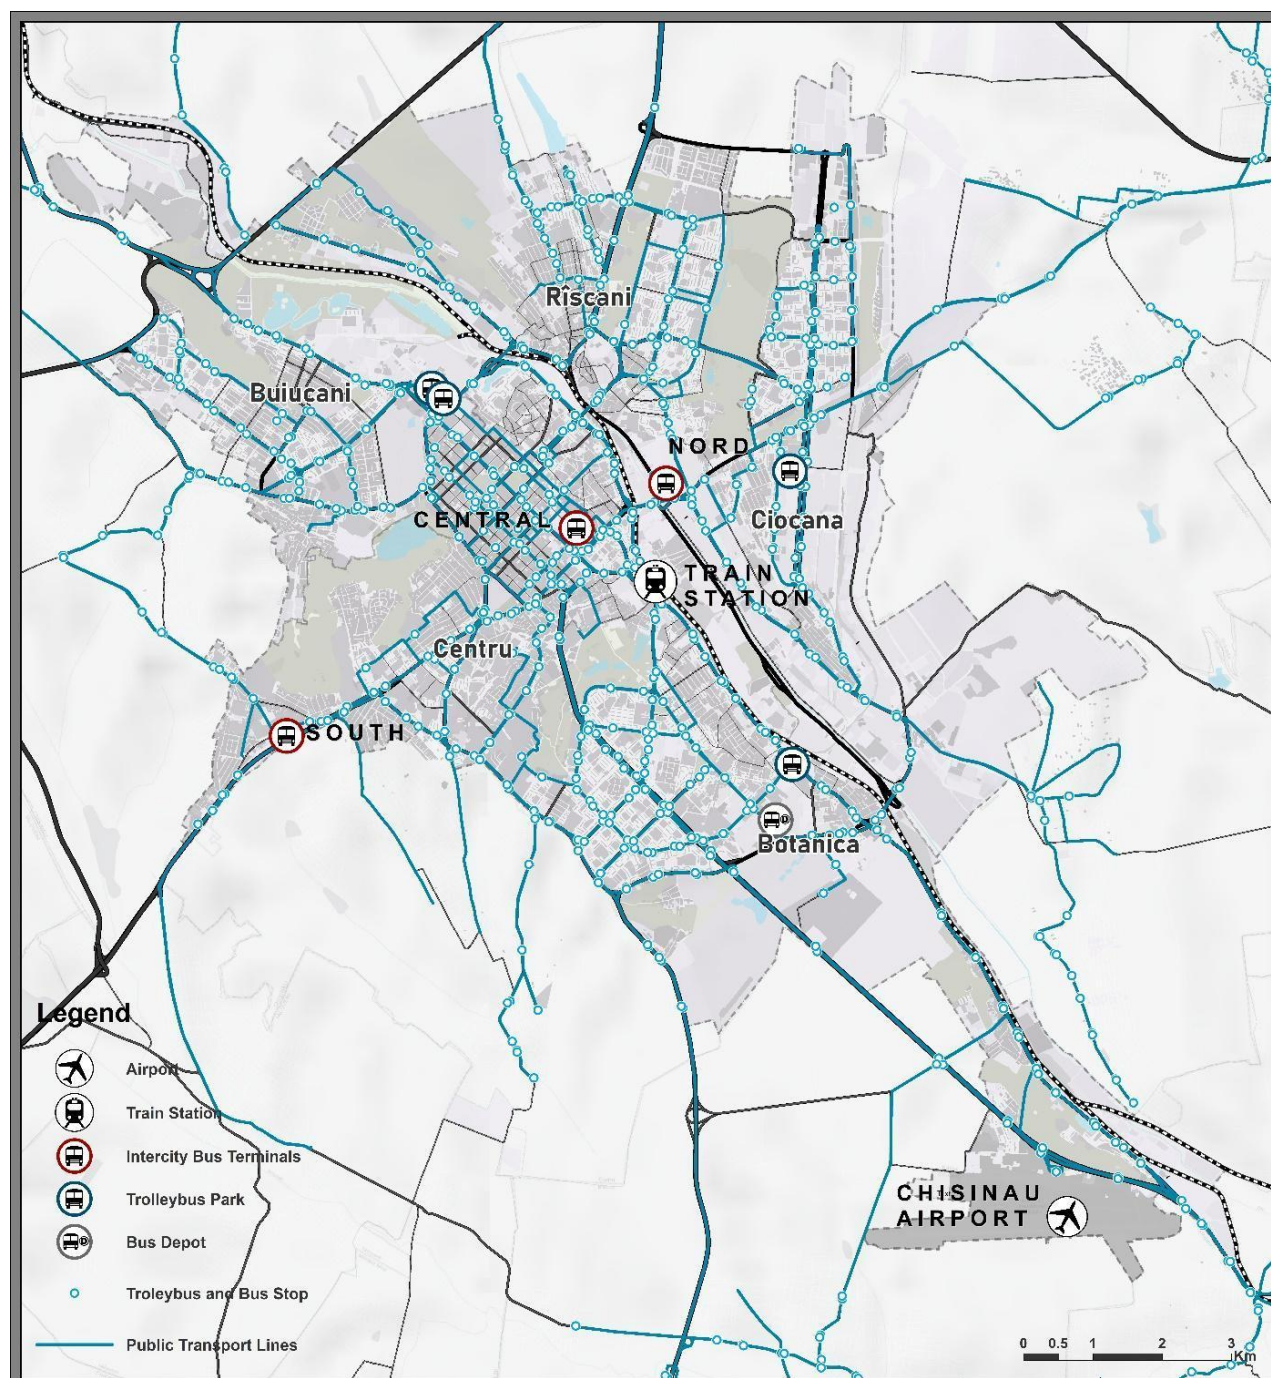 Rîscani
Buiucani
NORD
CENTRAL
Ciocana
TRAIN
STATION
Centru
SOUTH
Botanica
Legend
Airport
Train Station
Intercity Bus Terminals
Trolleybus Park
D
Bus Depot
Troleybus and Bus Stop
Public Transport Lines
CHISINAU
AIRPORT
0 0.5 1 2 3
Km